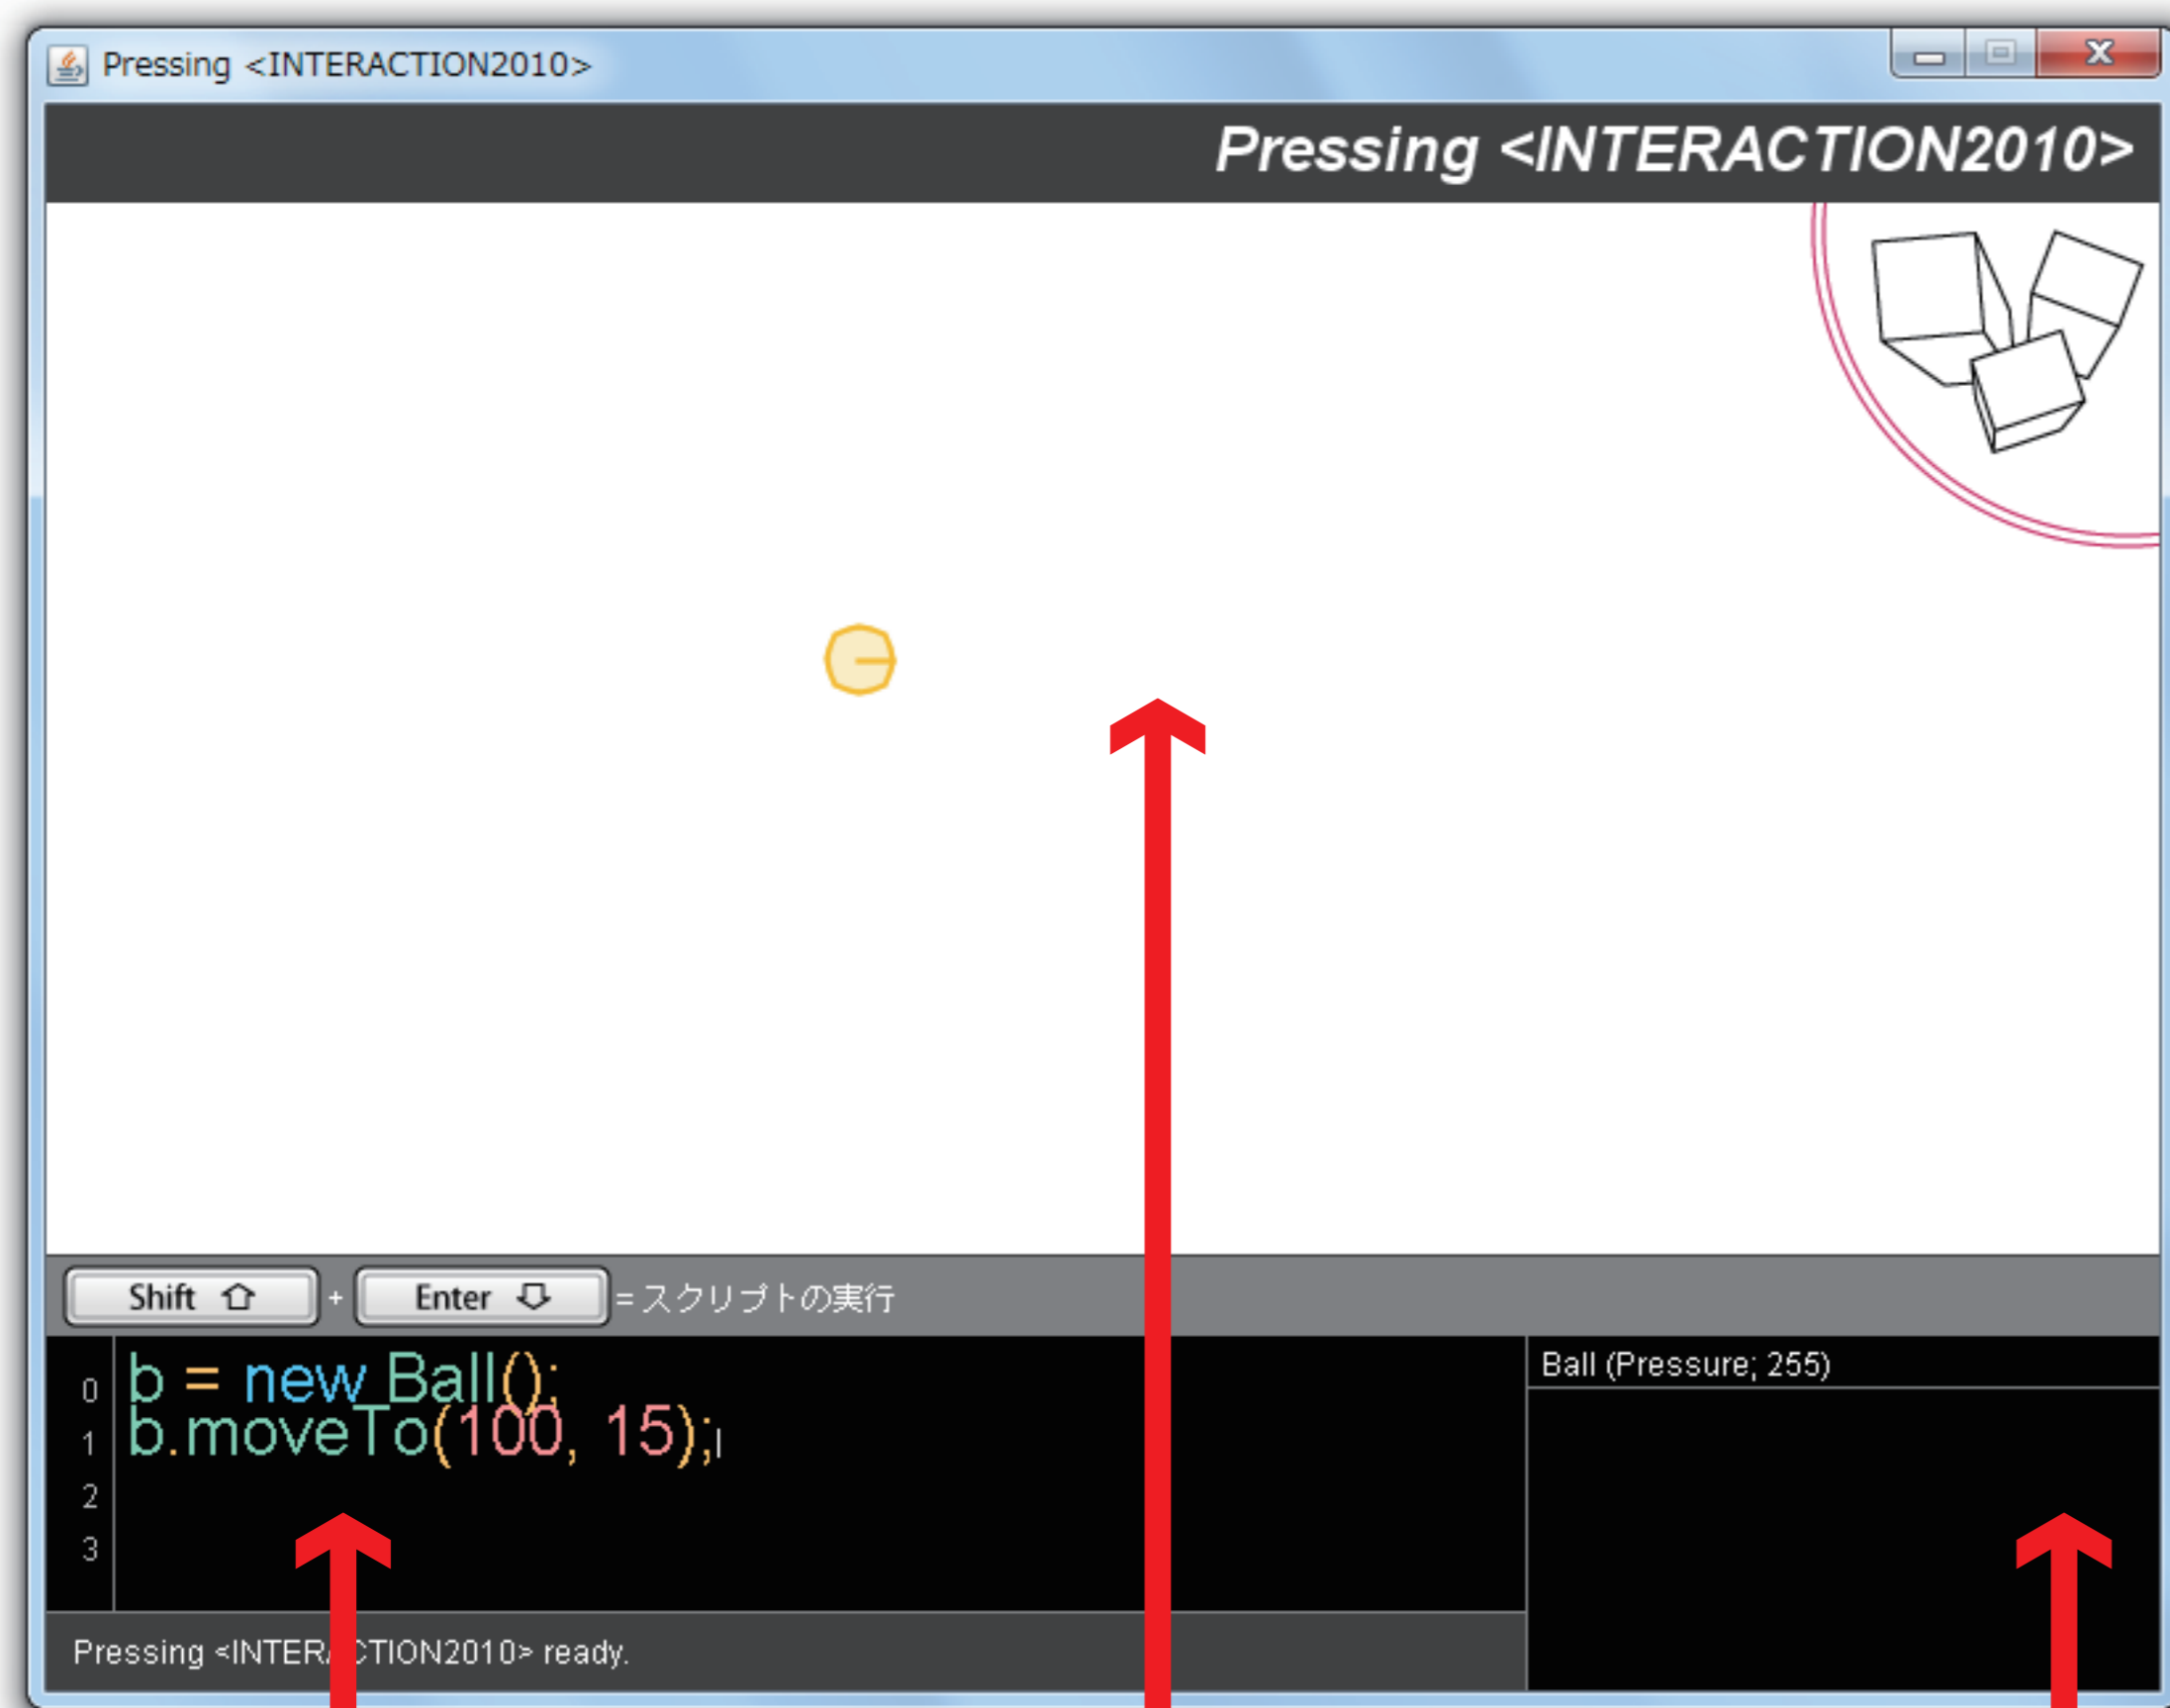 Pressing <INTERACTION2010>
Pressing <INTERACTION2010>
Shift + Enter = スクリプトの実行
0 b = new Ball();
1 b.moveTo(100, 15);
2
3
Ball (Pressure; 255)
Pressing <INTERACTION2010> ready.